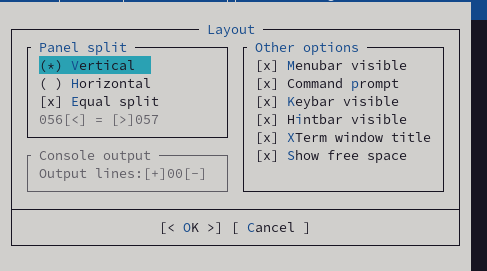 Layout
Panel split
(*) Vertical
( ) Horizontal
[x] Equal split
056[<] = [>]057
Console output
Output lines:[+]00[-]
Other options
[x] Menubar visible
[x] Command prompt
[x] Keybar visible
[x] Hintbar visible
[x] XTerm window title
[x] Show free space
[< OK >] [ Cancel ]